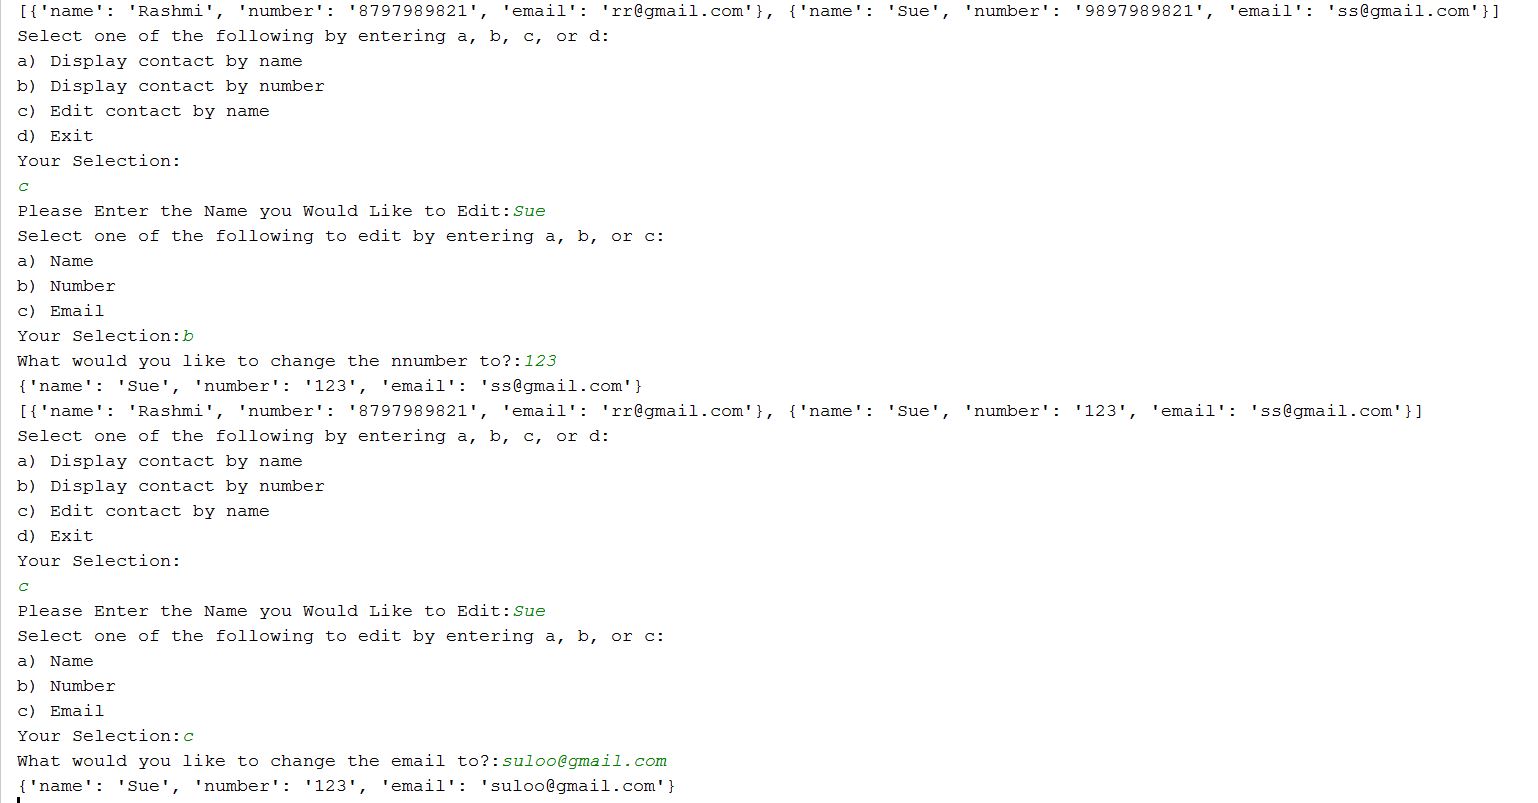 [{'name': 'Rashmi', 'number': '8797989821', 'email': 'rr@gmail.com'}, {'name': 'Sue', 'number': '9897989821', 'email': 'ss@gmail.com'}]
Select one of the following by entering a, b, c, or d:
a) Display contact by name
b) Display contact by number
c) Edit contact by name
d) Exit
Your Selection:
c
Please Enter the Name you Would Like to Edit:Sue
Select one of the following to edit by entering a, b, or c:
a) Name
b) Number
c) Email
Your Selection:b
What would you like to change the nnumber to?:123
{'name': 'Sue', 'number': '123', 'email': 'ss@gmail.com'}
[{'name': 'Rashmi', 'number': '8797989821', 'email': 'rr@gmail.com'}, {'name': 'Sue', 'number': '123', 'email': 'ss@gmail.com'}]
Select one of the following by entering a, b, c, or d:
a) Display contact by name
b) Display contact by number
c) Edit contact by name
d) Exit
Your Selection:
c
Please Enter the Name you Would Like to Edit:Sue
Select one of the following to edit by entering a, b, or c:
a) Name
b) Number
c) Email
Your Selection:c
What would you like to change the email to?:suloo@gmail.com
{'name': 'Sue', 'number': '123', 'email': 'suloo@gmail.com'}